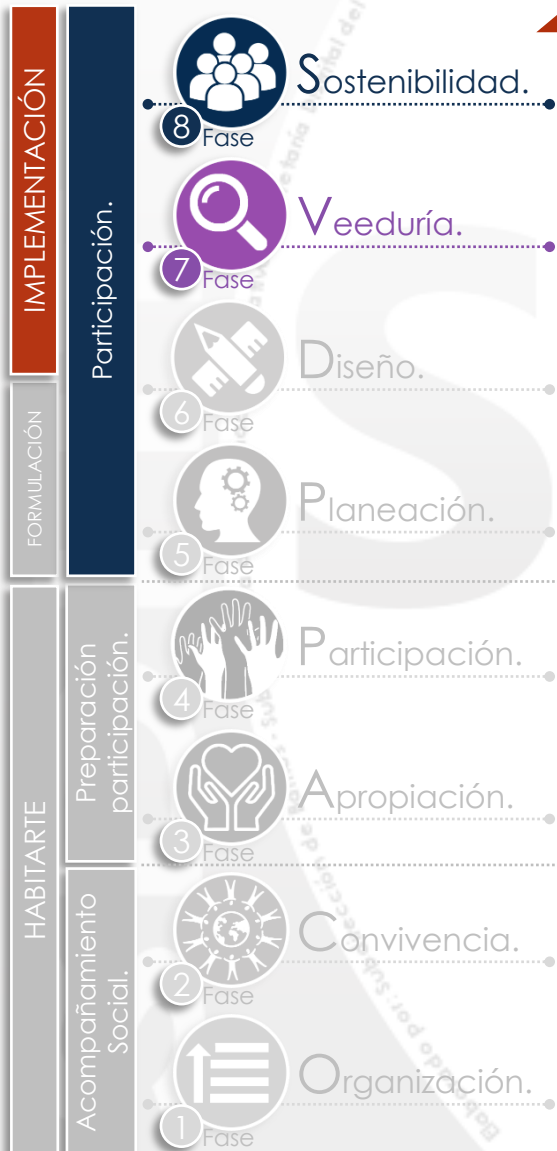 IMPLEMENTACIÓN
FORMULACIÓN
HABITARTE
Participación.
Preparación
participación.
Acompañamiento
Social.
Sostenibilidad.
8 Fase
Veeduría.
7 Fase
Diseño.
6 Fase
Planeación.
5 Fase
Participación.
4 Fase
Apropiación.
3 Fase
Convivencia.
2 Fase
Organización.
1 Fase